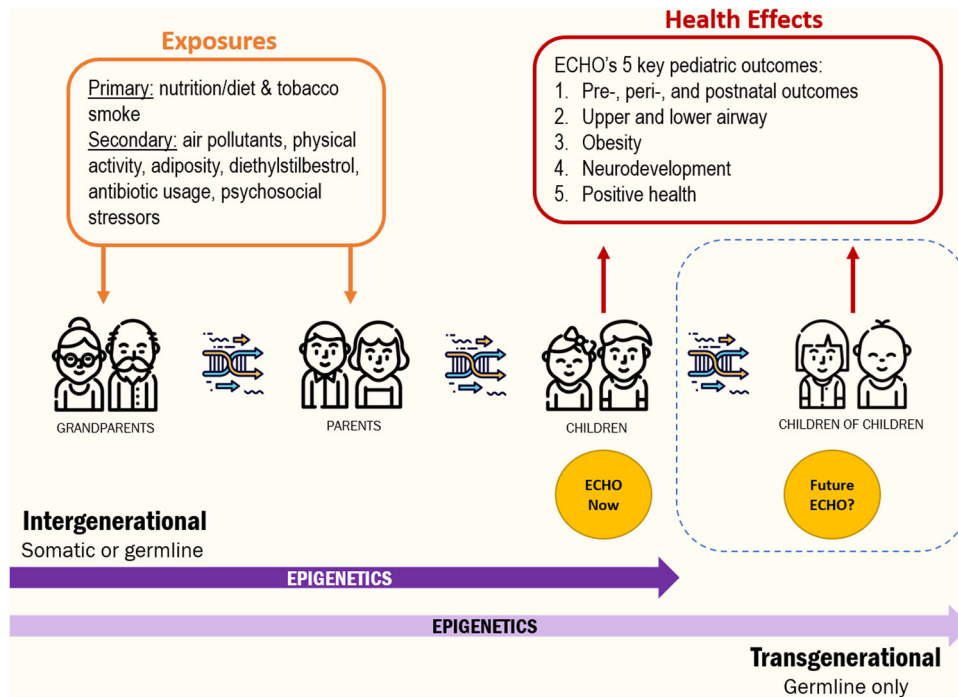 Exposures
Primary: nutrition/diet & tobacco
smoke
Secondary: air pollutants, physical
activity, adiposity, diethylstilbestrol,
antibiotic usage, psychosocial
stressors
Health Effects
ECHO's 5 key pediatric outcomes:
1. Pre-, peri-, and postnatal outcomes
2. Upper and lower airway
3. Obesity
4. Neurodevelopment
5. Positive health
GRANDPARENTS
PARENTS
CHILDREN
CHILDREN OF CHILDREN
ECHO
Now
Future
ECHO?
Intergenerational
Somatic or germline
EPIGENETICS
EPIGENETICS
Transgenerational
Germline only